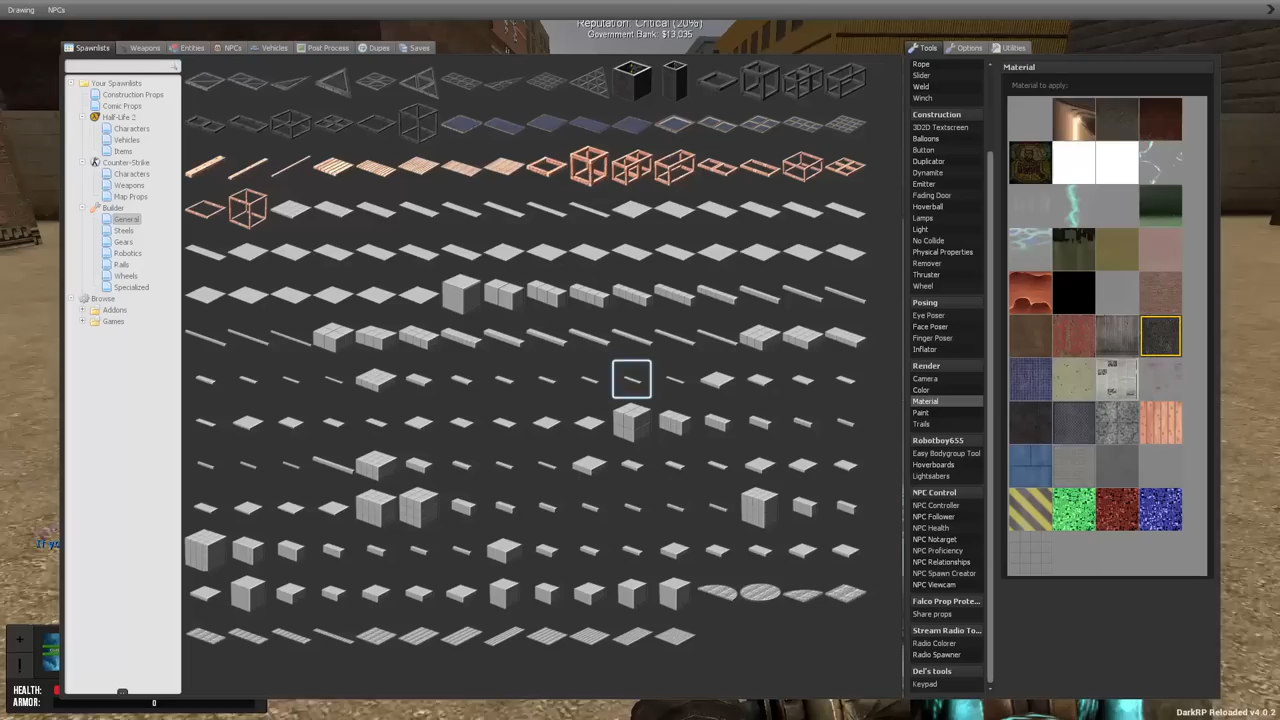 Drawing NPCs
Reputation: Critical (20%)
Government Bank: $13,035
Spawnlists Weapons Entities NPCs Vehicles Post Process Dupes Saves
Your Spawnlists
Construction Props
Comic Props
Half-Life 2
Characters
Vehicles
Items
Counter-Strike
Characters
Weapons
Map Props
Builder
General
Steels
Gears
Robotics
Rails
Wheels
Specialized
Browse
Addons
Games
Tools Options Utilities
Rope
Slider
Weld
Winch
Construction
3D2D Textscreen
Balloons
Button
Duplicator
Dynamite
Emitter
Fading Door
Hoverball
Lamps
Light
No Collide
Physical Properties
Remover
Thruster
Wheel
Posing
Eye Poser
Face Poser
Finger Poser
Inflator
Render
Camera
Color
Material
Paint
Trails
Robotboy655
Easy Bodygroup Tool
Hoverboards
Lightsabers
NPC Control
NPC Controller
NPC Follower
NPC Health
NPC Notarget
NPC Proficiency
NPC Relationships
NPC Spawn Creator
NPC Viewcam
Falco Prop Prote...
Share props
Stream Radio To...
Radio Colorer
Radio Spawner
Del's tools
Keypad
Material
Material to apply:
+
!
HEALTH:
ARMOR: 0
DarkRP Reloaded v4.0.2